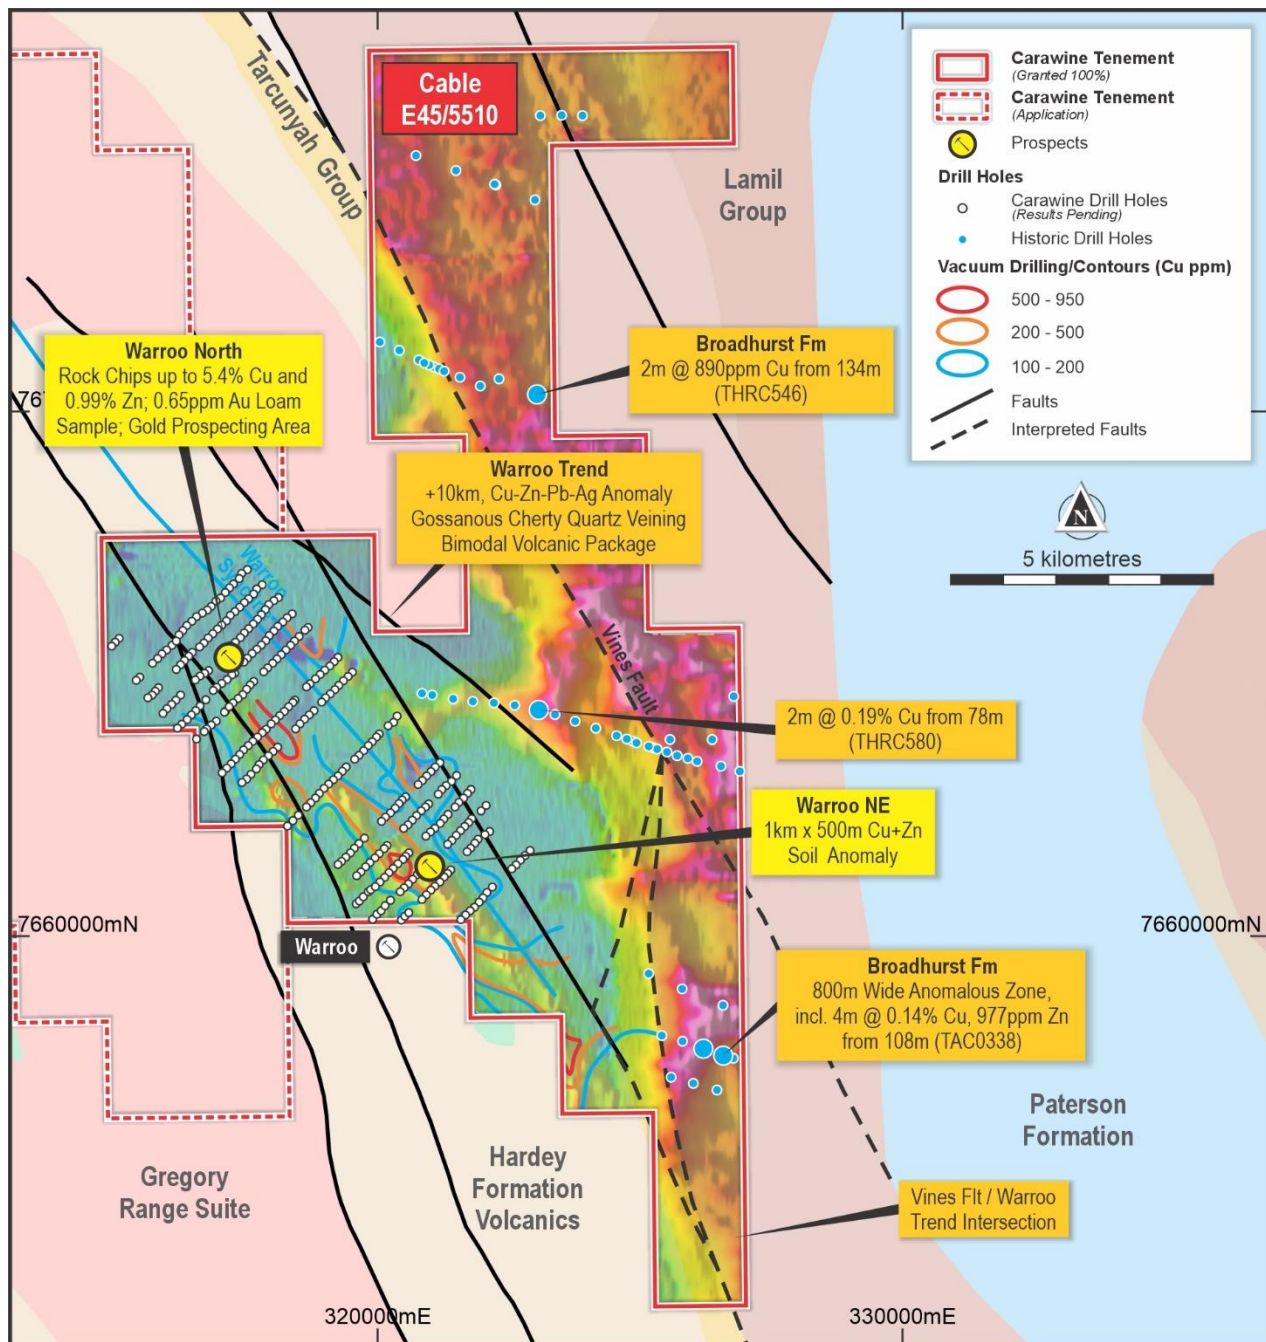 Cable
E45/5510
Tarcunyah Group
Lamil
Group
Carawine Tenement
(Granted 100%)
Carawine Tenement
(Application)
Prospects
Drill Holes
Carawine Drill Holes
(Results Pending)
Historic Drill Holes
Vacuum Drilling/Contours (Cu ppm)
500 - 950
200 - 500
100 - 200
Faults
Interpreted Faults
N
5 kilometres
Warroo North
Rock Chips up to 5.4% Cu and
0.99% Zn; 0.65ppm Au Loam
Sample; Gold Prospecting Area
Broadhurst Fm
2m @ 890ppm Cu from 134m
(THRC546)
Warroo Trend
+10km, Cu-Zn-Pb-Ag Anomaly
Gossanous Cherty Quartz Veining
Bimodal Volcanic Package
Warroo
Vines Fault
2m @ 0.19% Cu from 78m
(THRC580)
Warroo NE
1km x 500m Cu+Zn
Soil Anomaly
7660000mN
7660000mN
Warroo
Broadhurst Fm
800m Wide Anomalous Zone,
incl. 4m @ 0.14% Cu, 977ppm Zn
from 108m (TAC0338)
Paterson
Formation
Gregory
Range Suite
Hardey
Formation
Volcanics
Vines Flt / Warroo
Trend Intersection
320000mE
330000mE